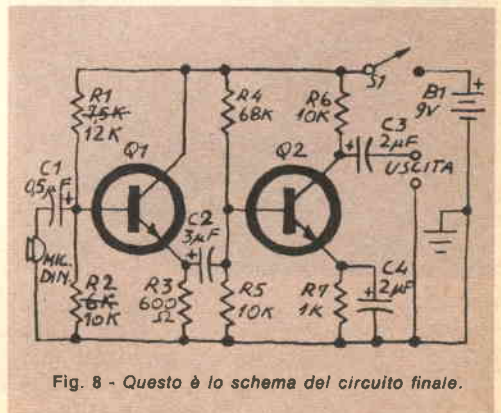 R1
7,5K
12K
R4
68K
R6
10K
S1
B1
9V
+
C1
0,5µF
+
Q1
Q2
C3
+
2µF
USCITA
C2
3µF
+
MIC.
DIN.
R2
6K
10K
R3
600
Ω
R5
10K
R7
1K
C4
+
2µF
Fig. 8 - Questo è lo schema del circuito finale.